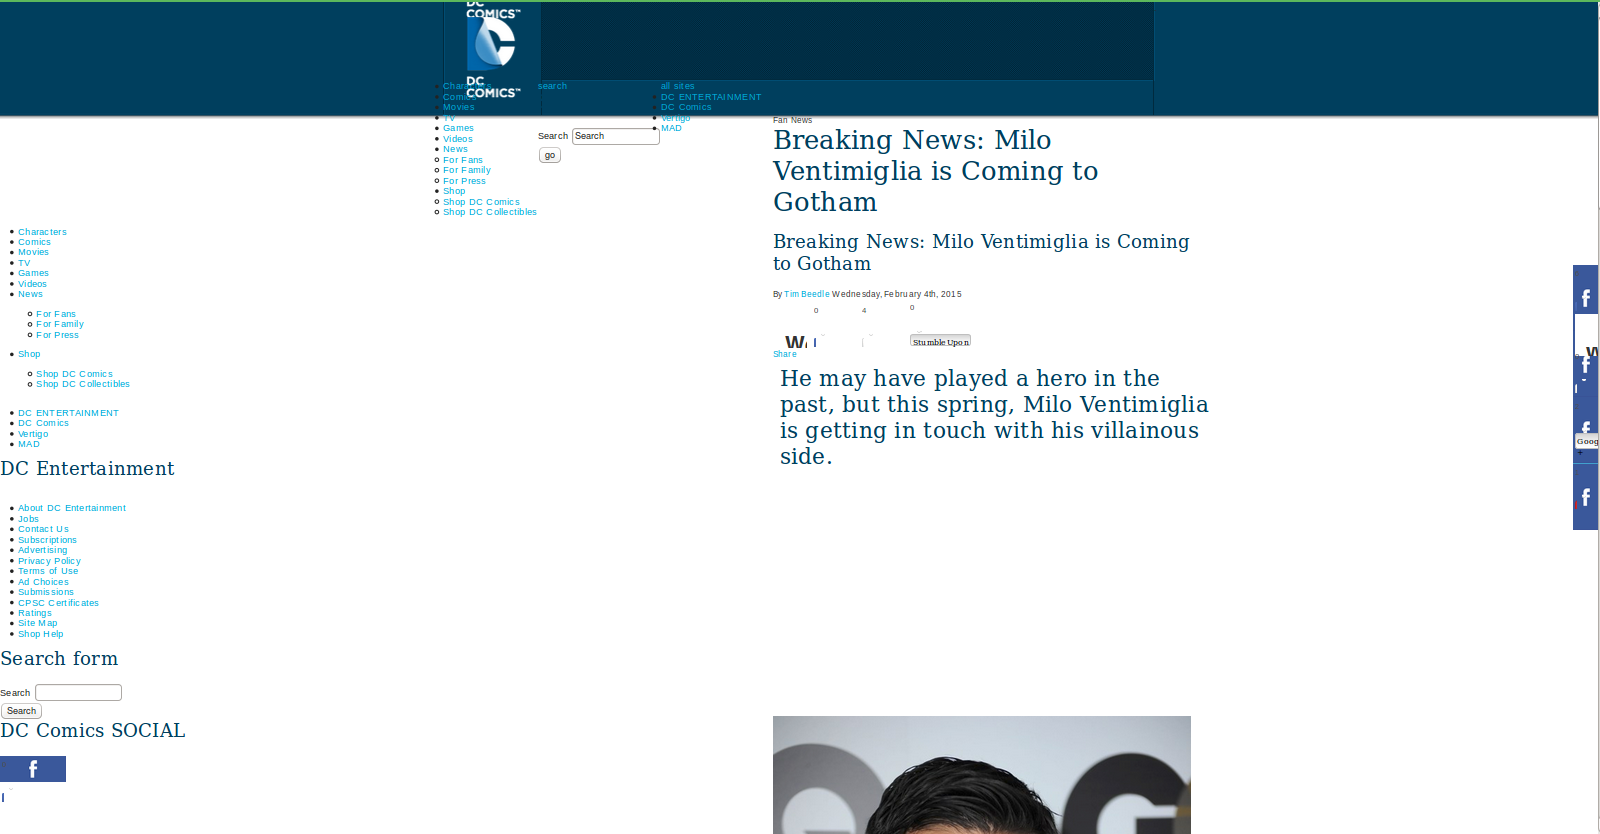 DC
COMICS™
DC
COMICS™
Characters
Comics
Movies
TV
Games
Videos
News
For Fans
For Family
For Press
Shop
Shop DC Comics
Shop DC Collectibles
search
Search Search
go
all sites
DC ENTERTAINMENT
DC Comics
Vertigo
MAD
Fan News
Breaking News: Milo
Ventimiglia is Coming to
Gotham
Breaking News: Milo Ventimiglia is Coming
to Gotham
By Tim Beedle Wednesday, February 4th, 2015
0 4 0
Stumble Upon
Share
He may have played a hero in the
past, but this spring, Milo Ventimiglia
is getting in touch with his villainous
side.
Characters
Comics
Movies
TV
Games
Videos
News
For Fans
For Family
For Press
Shop
Shop DC Comics
Shop DC Collectibles
DC ENTERTAINMENT
DC Comics
Vertigo
MAD
DC Entertainment
About DC Entertainment
Jobs
Contact Us
Subscriptions
Advertising
Privacy Policy
Terms of Use
Ad Choices
Submissions
CPSC Certificates
Ratings
Site Map
Shop Help
Search form
Search
Search
DC Comics SOCIAL
f
f
f
f
f
Goog
+
G
G